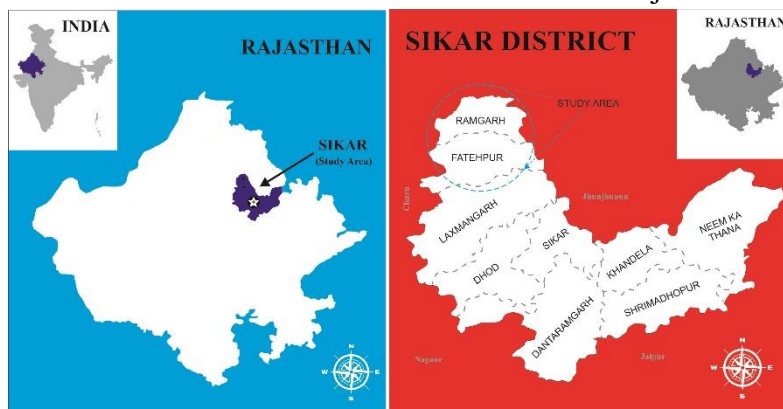 INDIA
RAJASTHAN
SIKAR
(Study Area)
N
W
E
S
SIKAR DISTRICT
RAJASTHAN
STUDY AREA
RAMGARH
FATEHPUR
Churu
Jhunjhunun
LAXMANGARH
SIKAR
NEEM KA
THANA
KHANDELA
DHOD
SHRIMADHOPUR
DANTARAMGARH
Nagaur
Jaipur
N
W
E
S